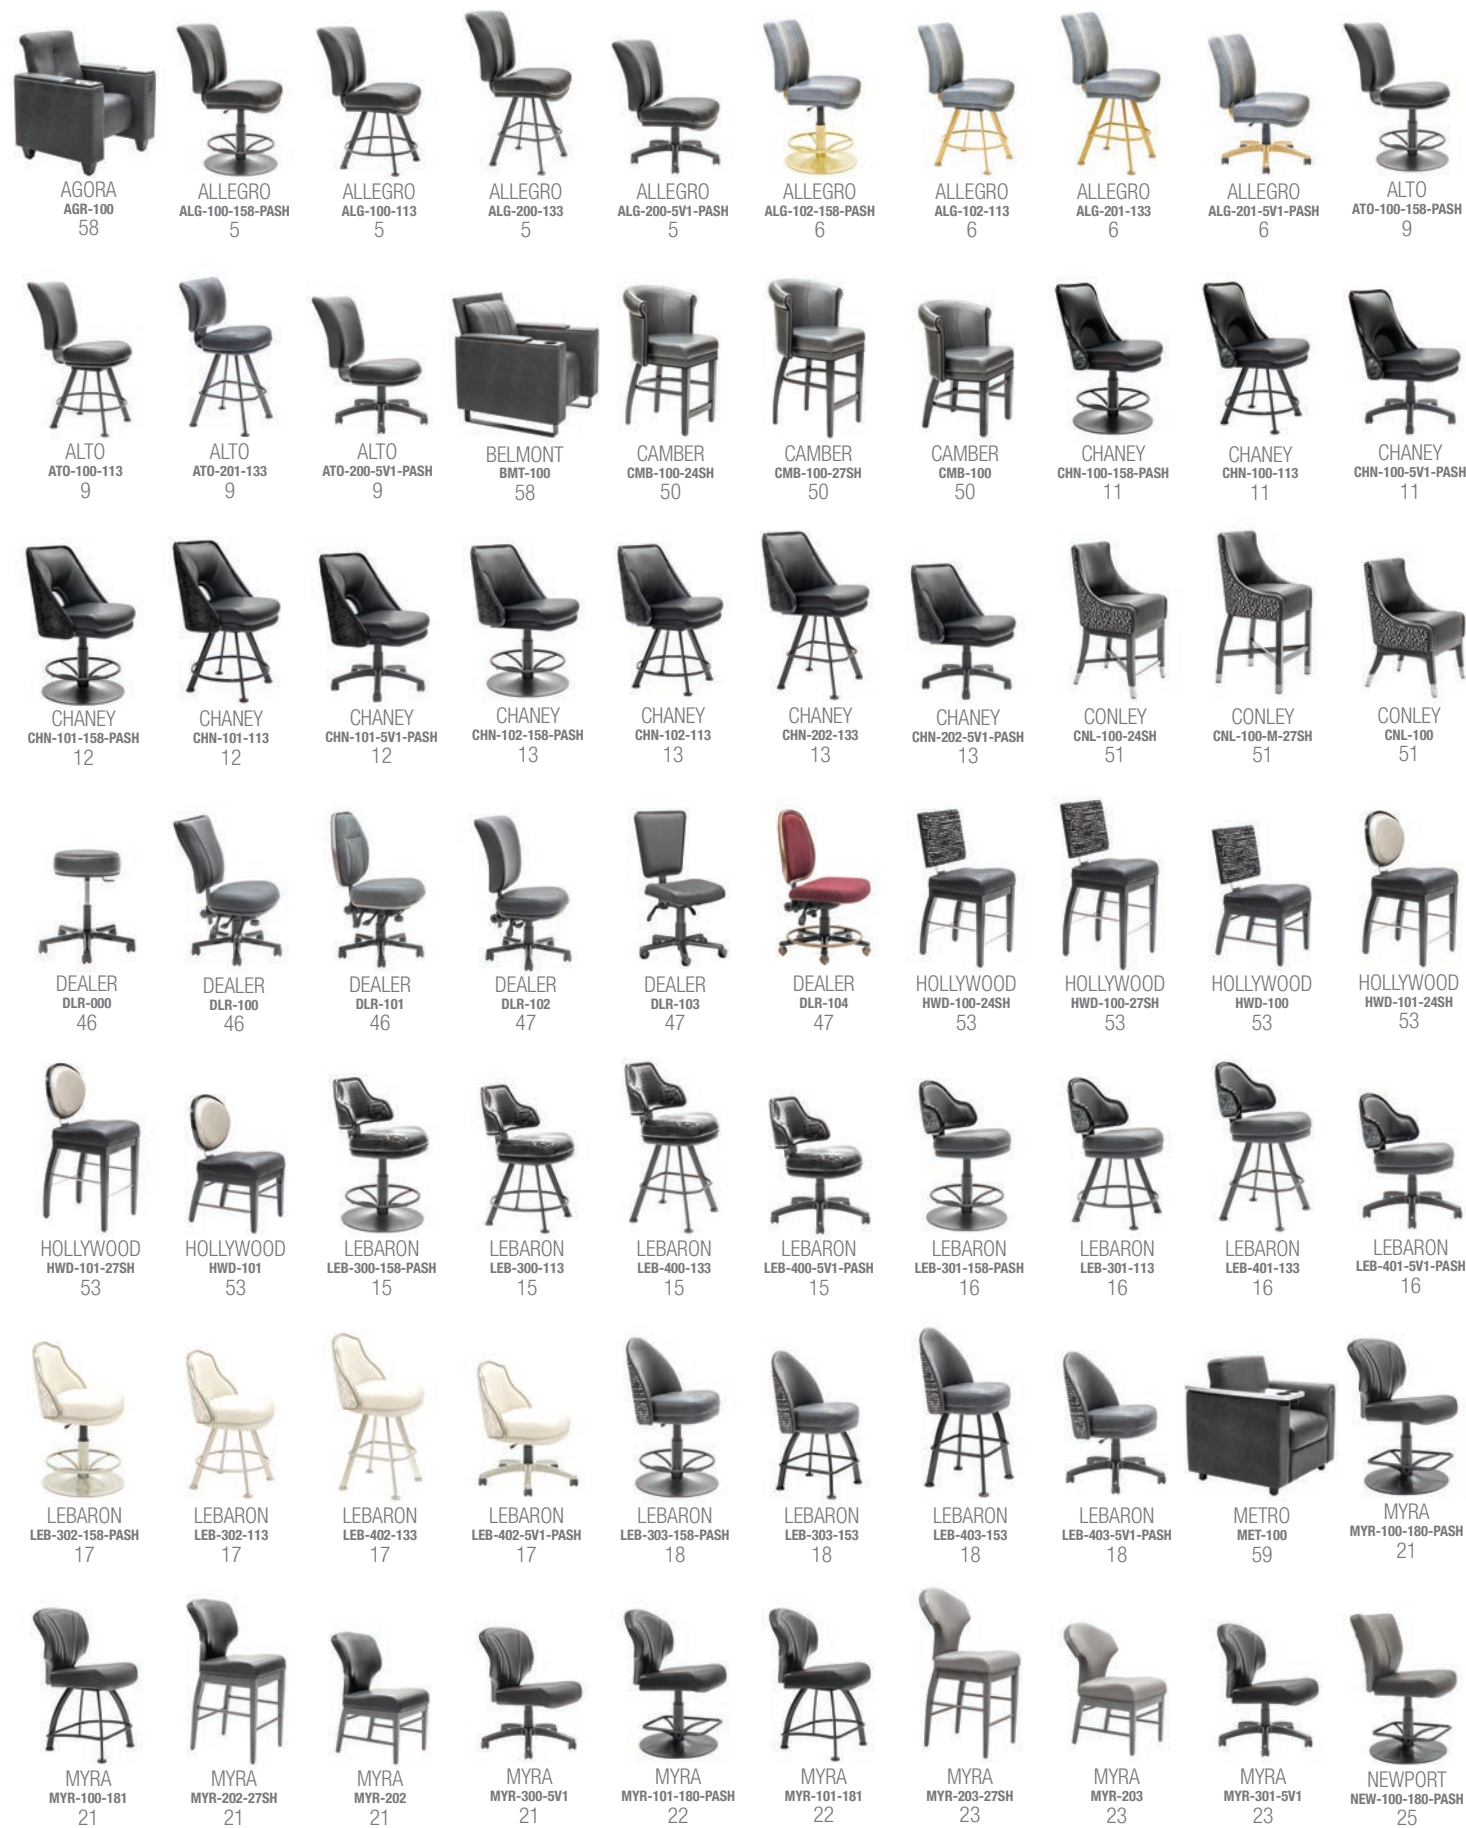 AGORA
AGR-100
58
ALLEGRO
ALG-100-158-PASH
5
ALLEGRO
ALG-100-113
5
ALLEGRO
ALG-200-133
5
ALLEGRO
ALG-200-5V1-PASH
5
ALLEGRO
ALG-102-158-PASH
6
ALLEGRO
ALG-102-113
6
ALLEGRO
ALG-201-133
6
ALLEGRO
ALG-201-5V1-PASH
6
ALTO
ATO-100-158-PASH
9
ALTO
ATO-100-113
9
ALTO
ATO-201-133
9
ALTO
ATO-200-5V1-PASH
9
BELMONT
BMT-100
58
CAMBER
CMB-100-24SH
50
CAMBER
CMB-100-27SH
50
CAMBER
CMB-100
50
CHANEY
CHN-100-158-PASH
11
CHANEY
CHN-100-113
11
CHANEY
CHN-100-5V1-PASH
11
CHANEY
CHN-101-158-PASH
12
CHANEY
CHN-101-113
12
CHANEY
CHN-101-5V1-PASH
12
CHANEY
CHN-102-158-PASH
13
CHANEY
CHN-102-113
13
CHANEY
CHN-202-133
13
CHANEY
CHN-202-5V1-PASH
13
CONLEY
CNL-100-24SH
51
CONLEY
CNL-100-M-27SH
51
CONLEY
CNL-100
51
DEALER
DLR-000
46
DEALER
DLR-100
46
DEALER
DLR-101
46
DEALER
DLR-102
47
DEALER
DLR-103
47
DEALER
DLR-104
47
HOLLYWOOD
HWD-100-24SH
53
HOLLYWOOD
HWD-100-27SH
53
HOLLYWOOD
HWD-100
53
HOLLYWOOD
HWD-101-24SH
53
HOLLYWOOD
HWD-101-27SH
53
HOLLYWOOD
HWD-101
53
LEBARON
LEB-300-158-PASH
15
LEBARON
LEB-300-113
15
LEBARON
LEB-400-133
15
LEBARON
LEB-400-5V1-PASH
15
LEBARON
LEB-301-158-PASH
16
LEBARON
LEB-301-113
16
LEBARON
LEB-401-133
16
LEBARON
LEB-401-5V1-PASH
16
LEBARON
LEB-302-158-PASH
17
LEBARON
LEB-302-113
17
LEBARON
LEB-402-133
17
LEBARON
LEB-402-5V1-PASH
17
LEBARON
LEB-303-158-PASH
18
LEBARON
LEB-303-153
18
LEBARON
LEB-403-153
18
LEBARON
LEB-403-5V1-PASH
18
METRO
MET-100
59
MYRA
MYR-100-180-PASH
21
MYRA
MYR-100-181
21
MYRA
MYR-202-27SH
21
MYRA
MYR-202
21
MYRA
MYR-300-5V1
21
MYRA
MYR-101-180-PASH
22
MYRA
MYR-101-181
22
MYRA
MYR-203-27SH
23
MYRA
MYR-203
23
MYRA
MYR-301-5V1
23
NEWPORT
NEW-100-180-PASH
25